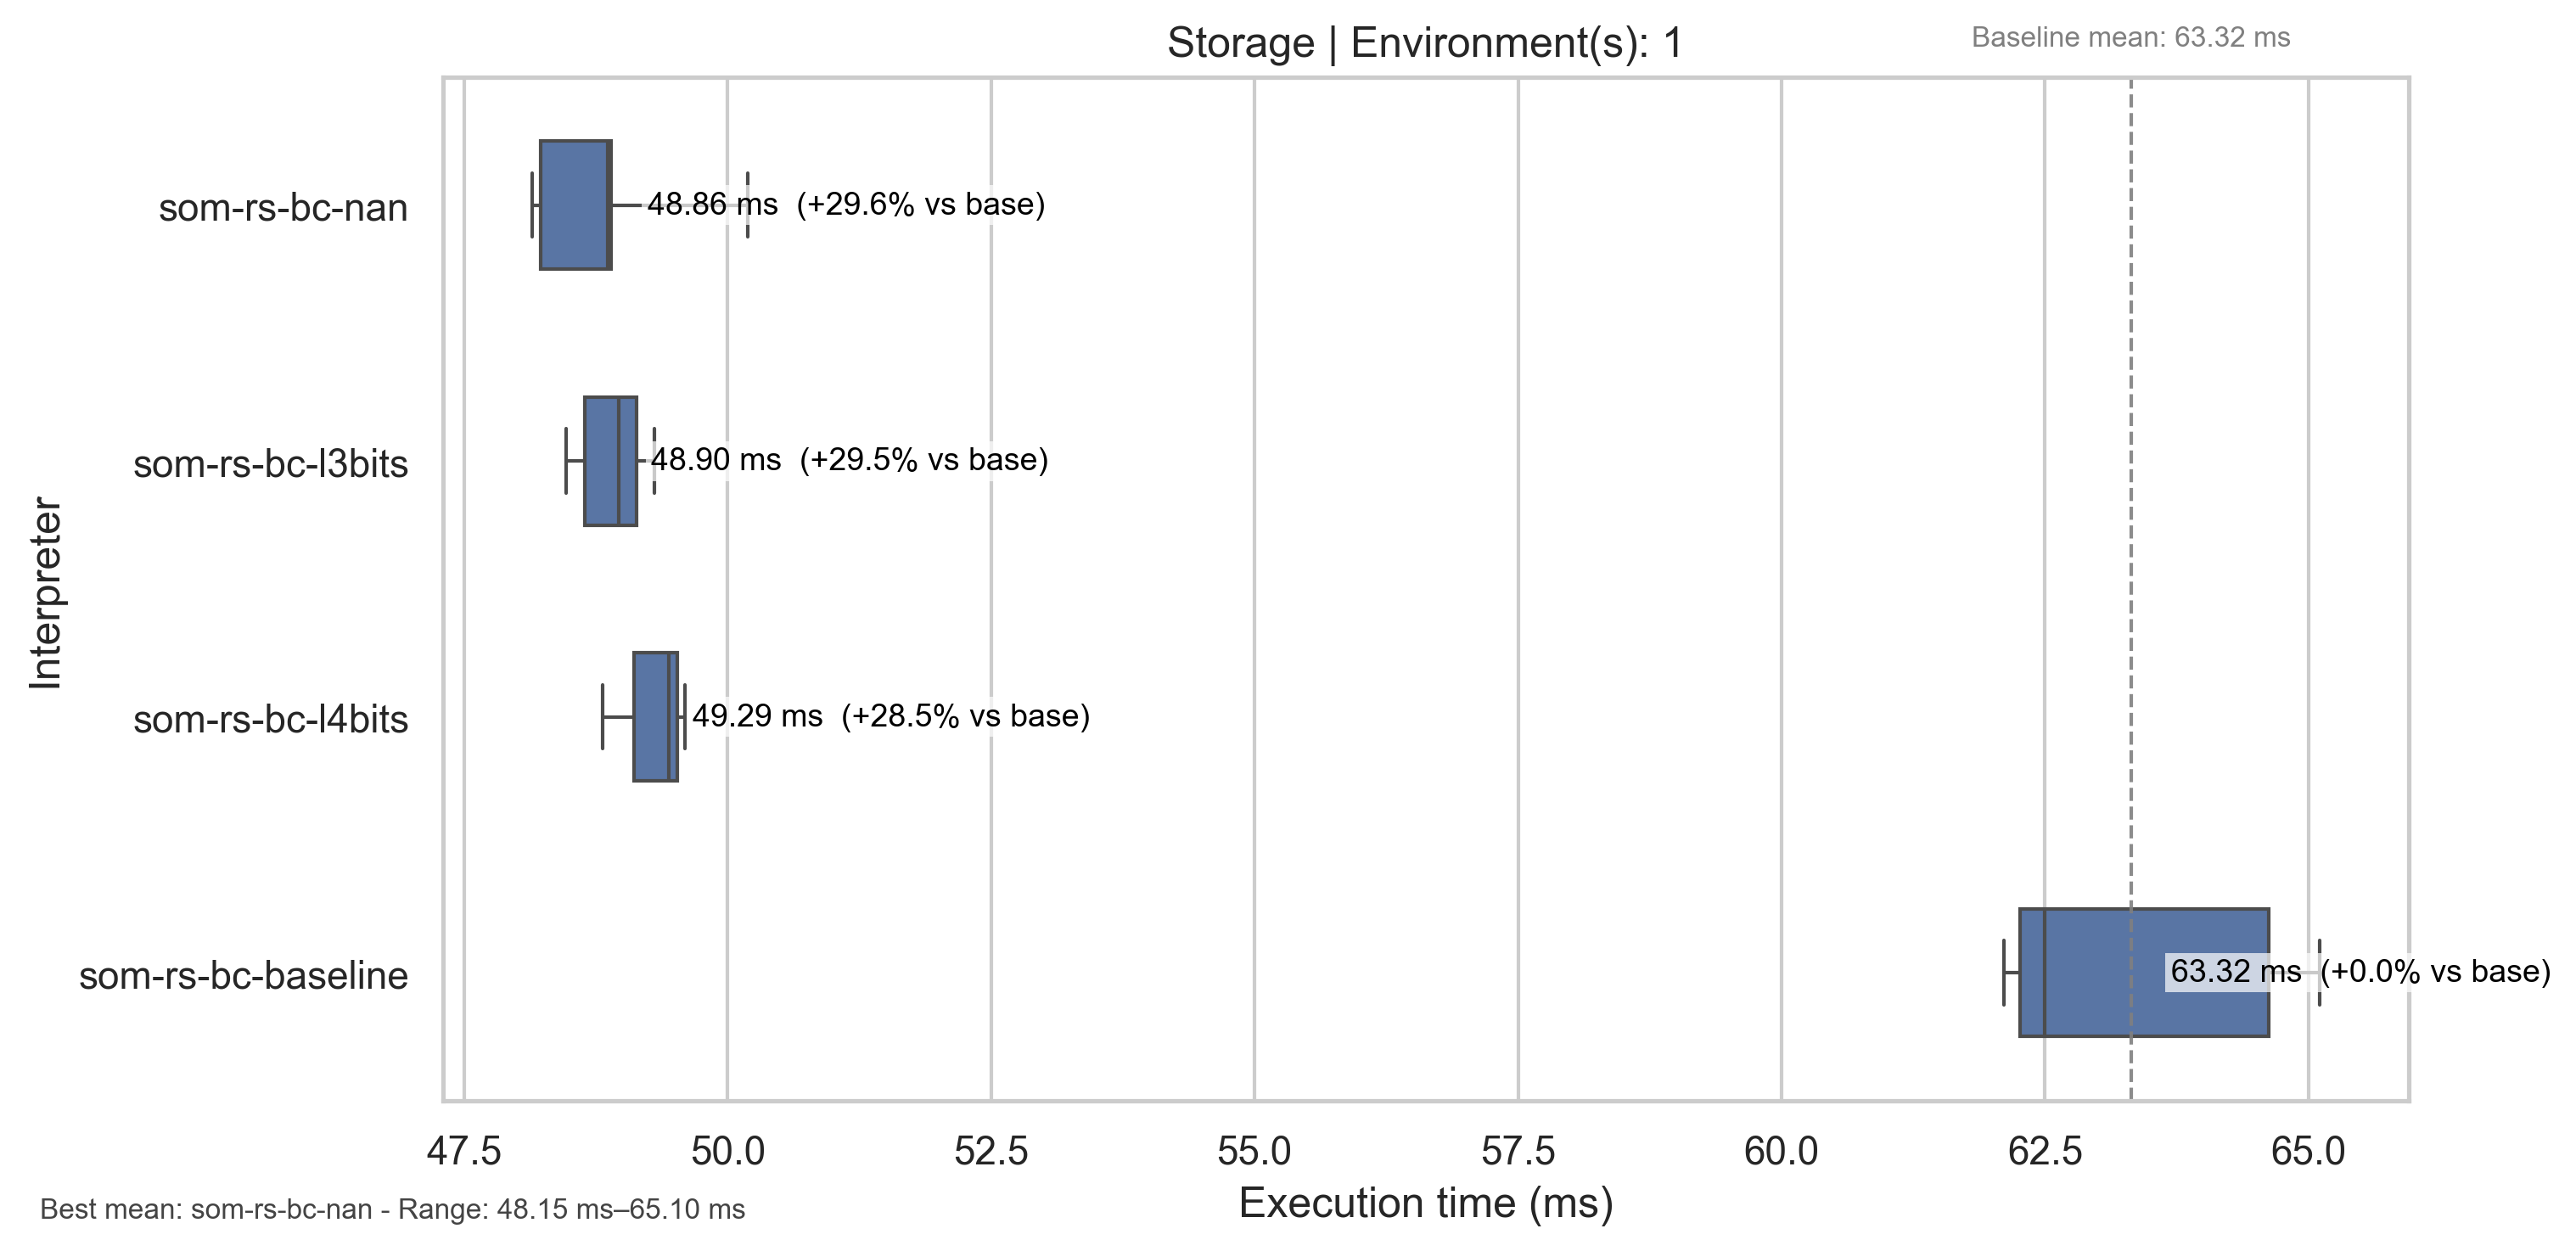 Storage | Environment(s): 1
Baseline mean: 63.32 ms
som-rs-bc-nan
48.86 ms (+29.6% vs base)
som-rs-bc-l3bits
48.90 ms (+29.5% vs base)
som-rs-bc-l4bits
49.29 ms (+28.5% vs base)
som-rs-bc-baseline
63.32 ms (+0.0% vs base)
Interpreter
47.5 50.0 52.5 55.0 57.5 60.0 62.5 65.0
Execution time (ms)
Best mean: som-rs-bc-nan - Range: 48.15 ms–65.10 ms